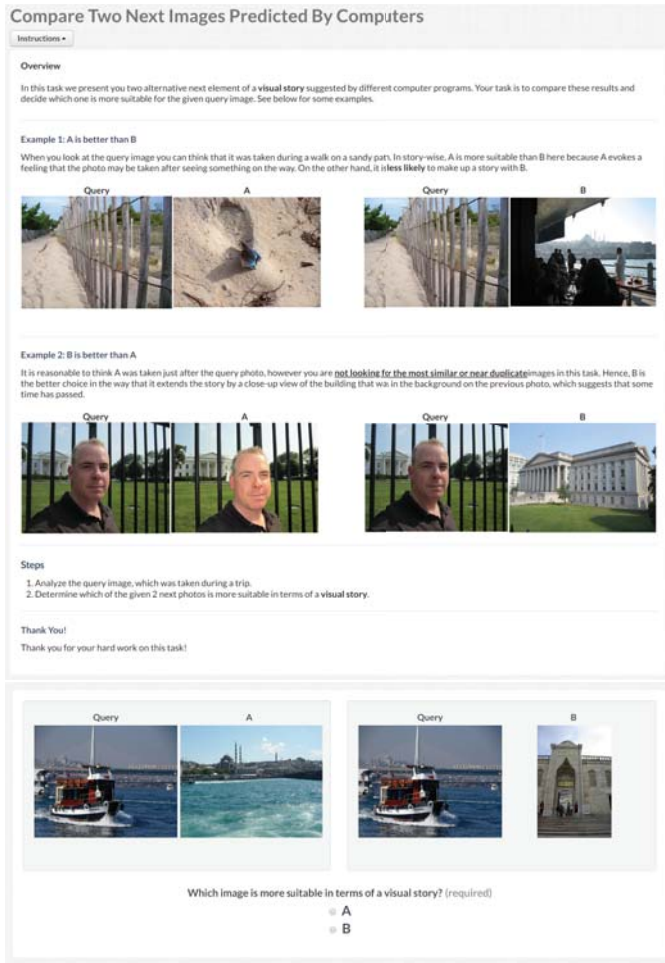 Compare Two Next Images Predicted By Computers
Instructions
Overview
In this task we present you two alternative next element of a visual story suggested by different computer programs. Your task is to compare these results and
decide which one is more suitable for the given query image. See below for some examples.
Example 1: A is better than B
When you look at the query image you can think that it was taken during a walk on a sandy path. In story-wise, A is more suitable than B here because A evokes a
feeling that the photo may be taken after seeing something on the way. On the other hand, it is less likely to make up a story with B.
Query A Query B
Example 2: B is better than A
It is reasonable to think A was taken just after the query photo, however you are not looking for the most similar or near duplicate images in this task. Hence, B is
the better choice in the way that it extends the story by a close-up view of the building that was in the background on the previous photo, which suggests that some
time has passed.
Query A Query B
Steps
1. Analyze the query image, which was taken during a trip.
2. Determine which of the given 2 next photos is more suitable in terms of a visual story.
Thank You!
Thank you for your hard work on this task!
Query A Query B
Which image is more suitable in terms of a visual story? (required)
A
B